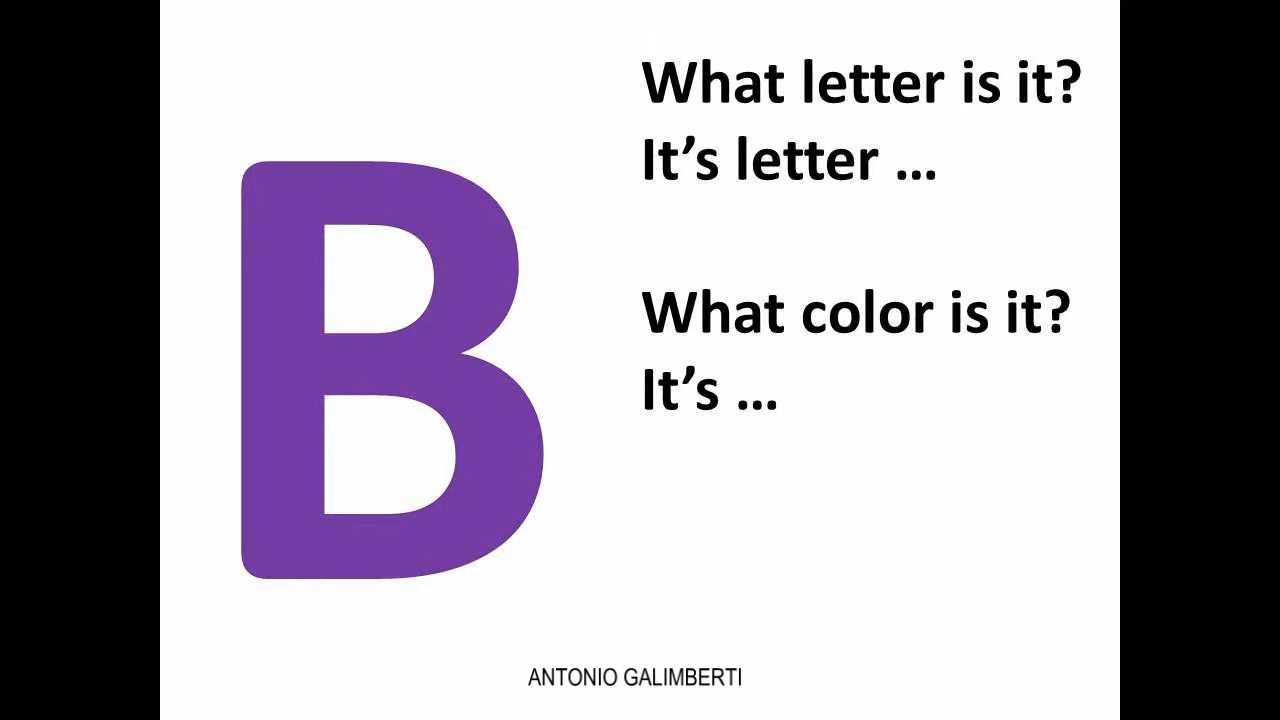 B
What letter is it?
It’s letter ...
What color is it?
It’s ...
ANTONIO GALIMBERTI